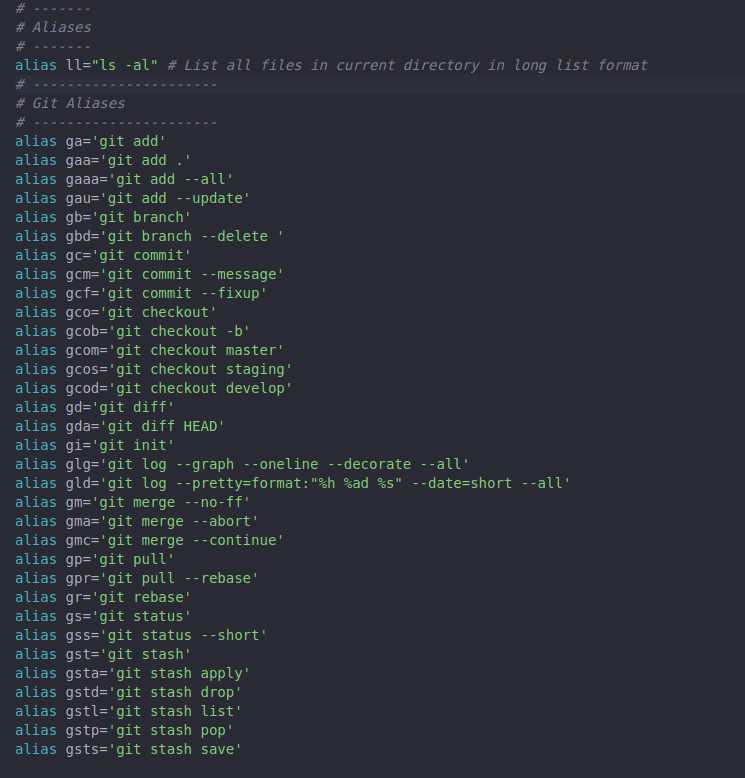 # -------
# Aliases
# -------
alias ll="ls -al" # List all files in current directory in long list format
# ----------------------
# Git Aliases
# ----------------------
alias ga='git add'
alias gaa='git add .'
alias gaaa='git add --all'
alias gau='git add --update'
alias gb='git branch'
alias gbd='git branch --delete '
alias gc='git commit'
alias gcm='git commit --message'
alias gcf='git commit --fixup'
alias gco='git checkout'
alias gcob='git checkout -b'
alias gcom='git checkout master'
alias gcos='git checkout staging'
alias gcod='git checkout develop'
alias gd='git diff'
alias gda='git diff HEAD'
alias gi='git init'
alias glg='git log --graph --oneline --decorate --all'
alias gld='git log --pretty=format:"%h %ad %s" --date=short --all'
alias gm='git merge --no-ff'
alias gma='git merge --abort'
alias gmc='git merge --continue'
alias gp='git pull'
alias gpr='git pull --rebase'
alias gr='git rebase'
alias gs='git status'
alias gss='git status --short'
alias gst='git stash'
alias gsta='git stash apply'
alias gstd='git stash drop'
alias gstl='git stash list'
alias gstp='git stash pop'
alias gsts='git stash save'